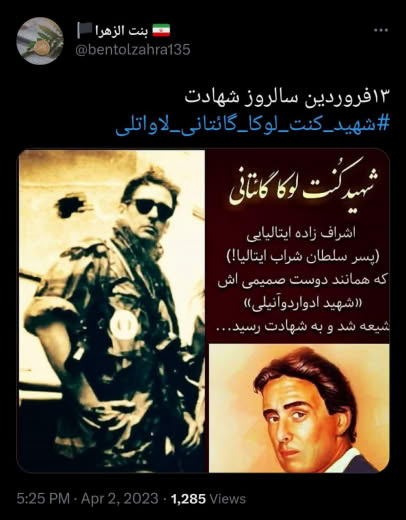 بنت الزهرا 🏴 🇮🇷
@bentolzahra135
۱۳فروردین سالروز شهادت
#شهید_کنت_لوکا_گائتانی_لاواتلی
شهید کُنت لوکا گائتانی
اشراف زاده ایتالیایی
(پسر سلطان شراب ایتالیا!)
که همانند دوست صمیمی اش
«شهید ادواردوآنیلی»
شیعه شد و به شهادت رسید...
5:25 PM · Apr 2, 2023 · 1,285 Views